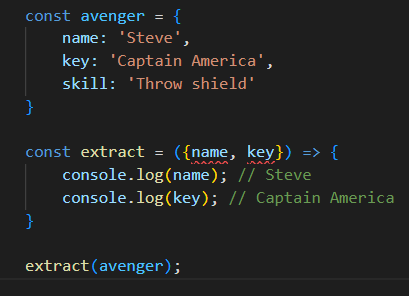 const avenger = {
    name: 'Steve',
    key: 'Captain America',
    skill: 'Throw shield'
}

const extract = ({name, key}) => {
    console.log(name); // Steve
    console.log(key); // Captain America
}

extract(avenger);